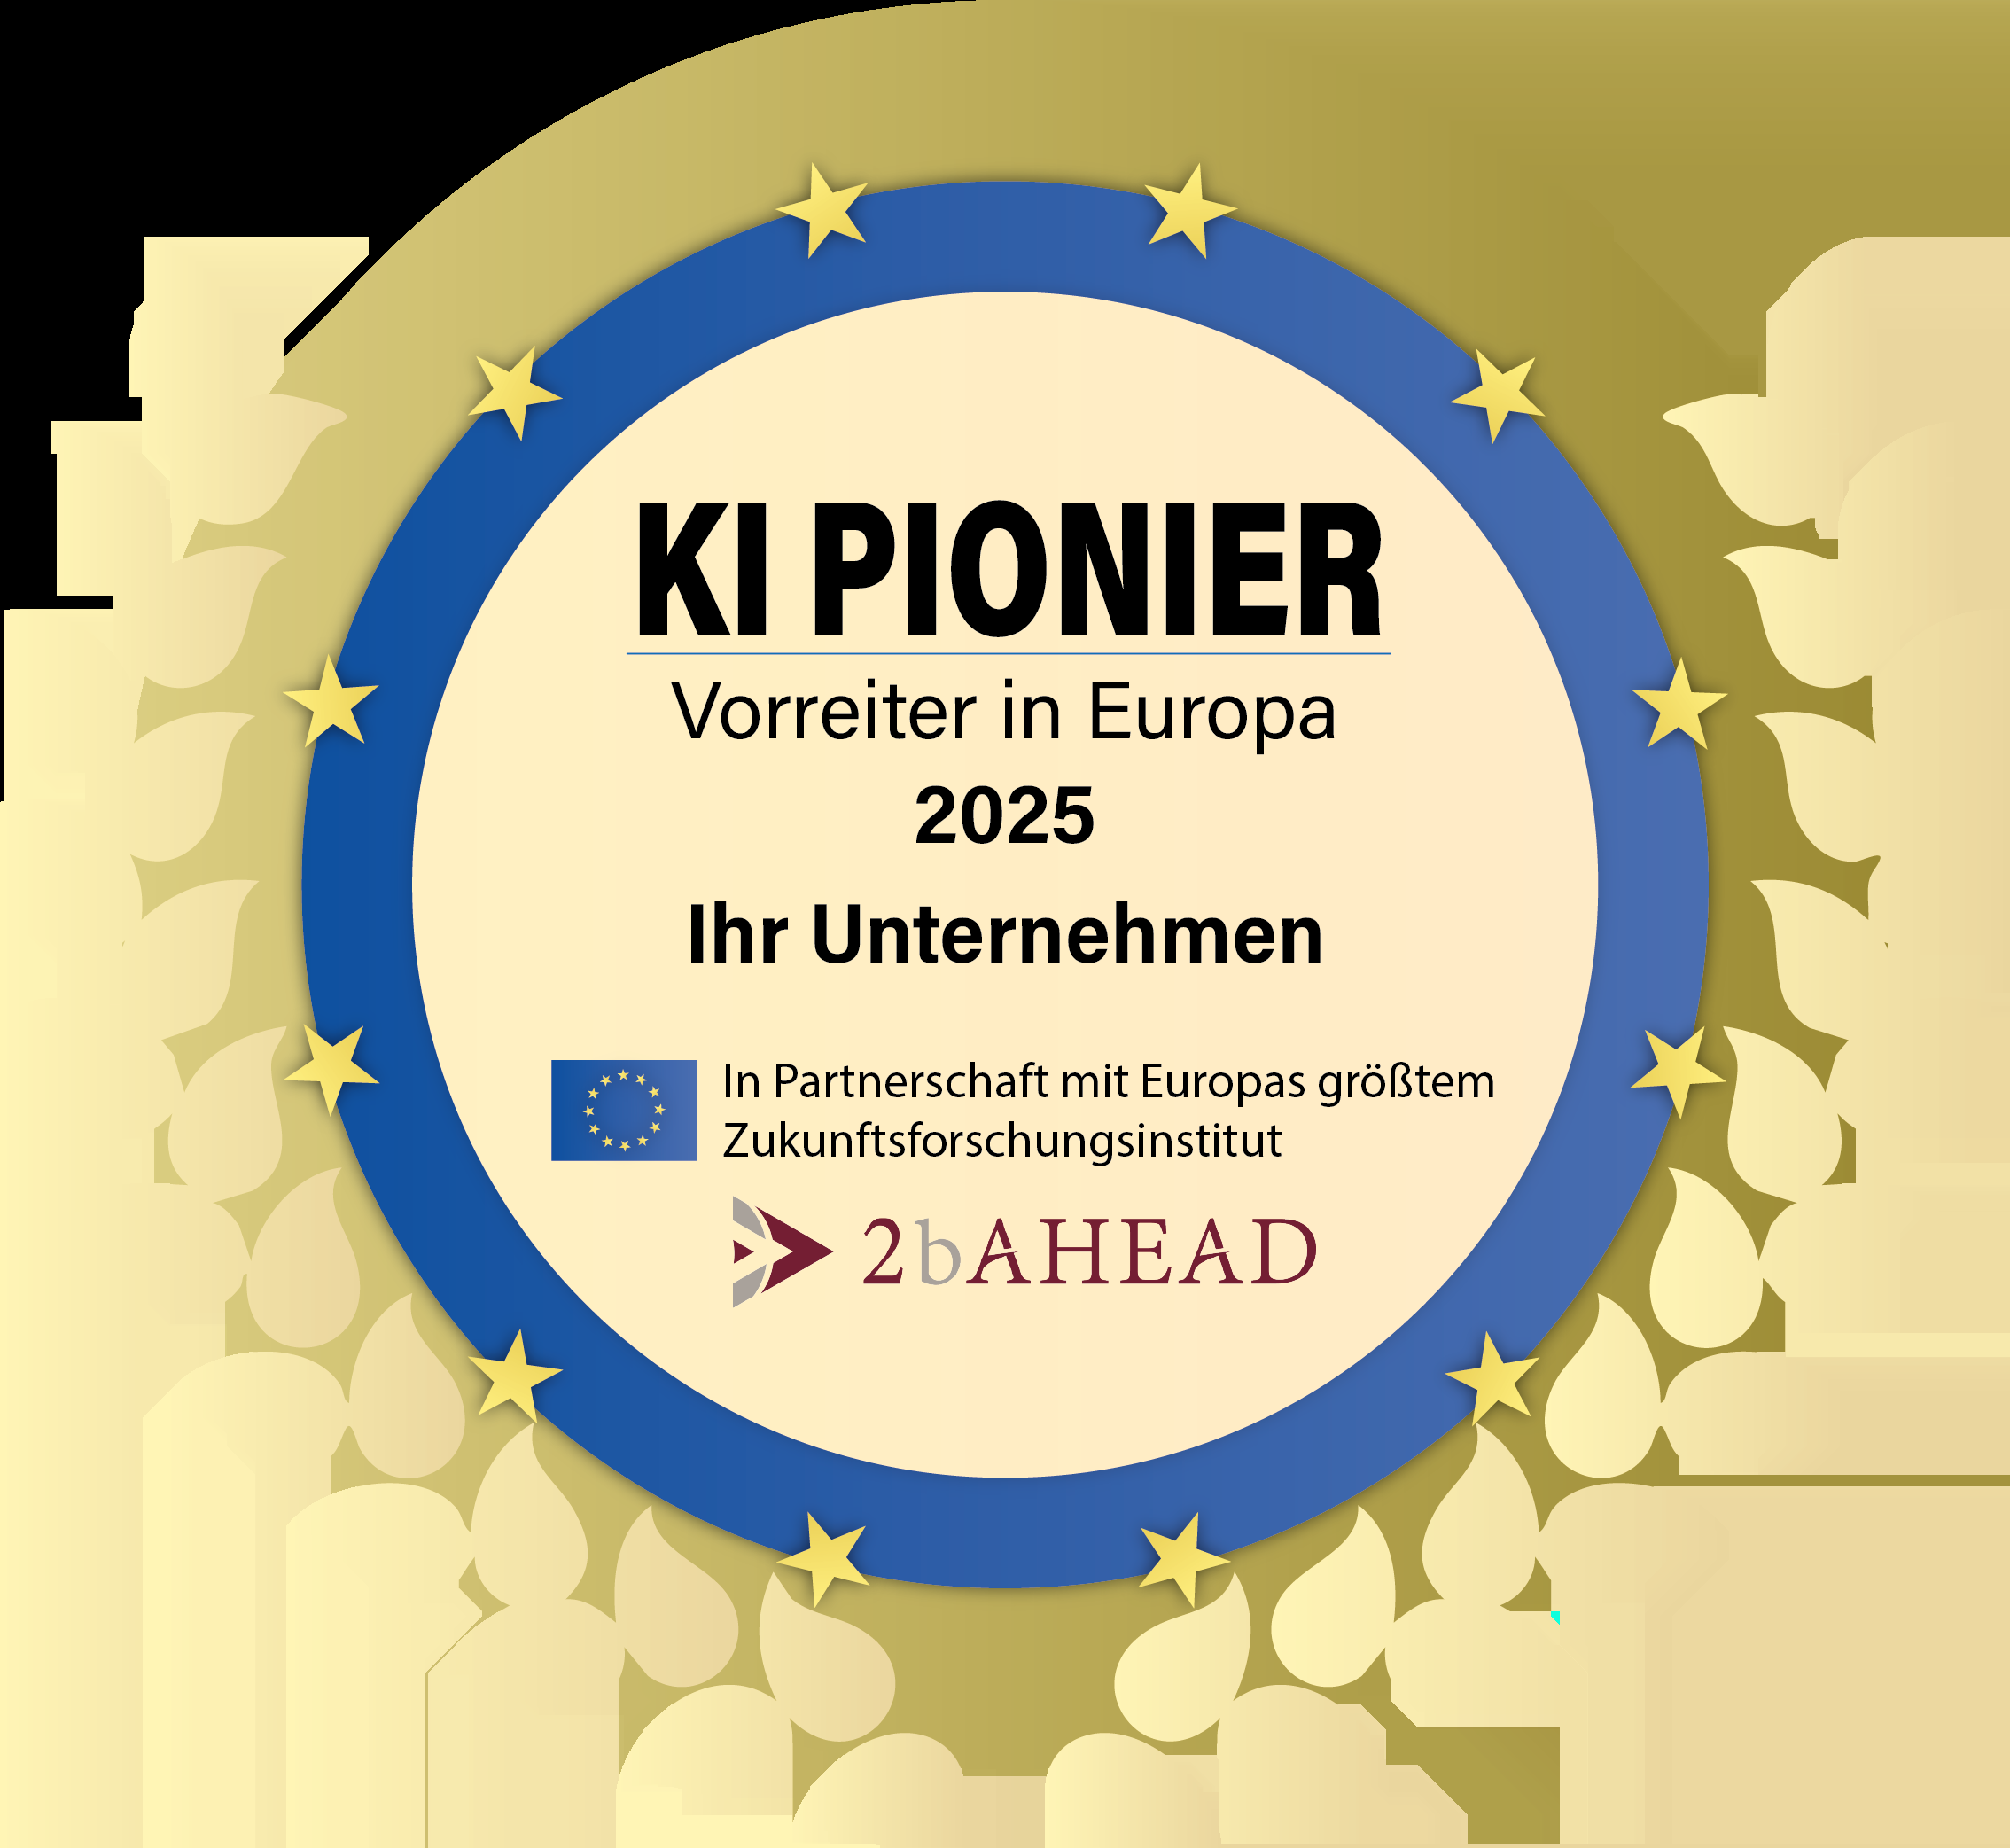 KI PIONIER
Vorreiter in Europa
2025
Ihr Unternehmen
In Partnerschaft mit Europas größtem
Zukunftsforschungsinstitut
2bAHEAD